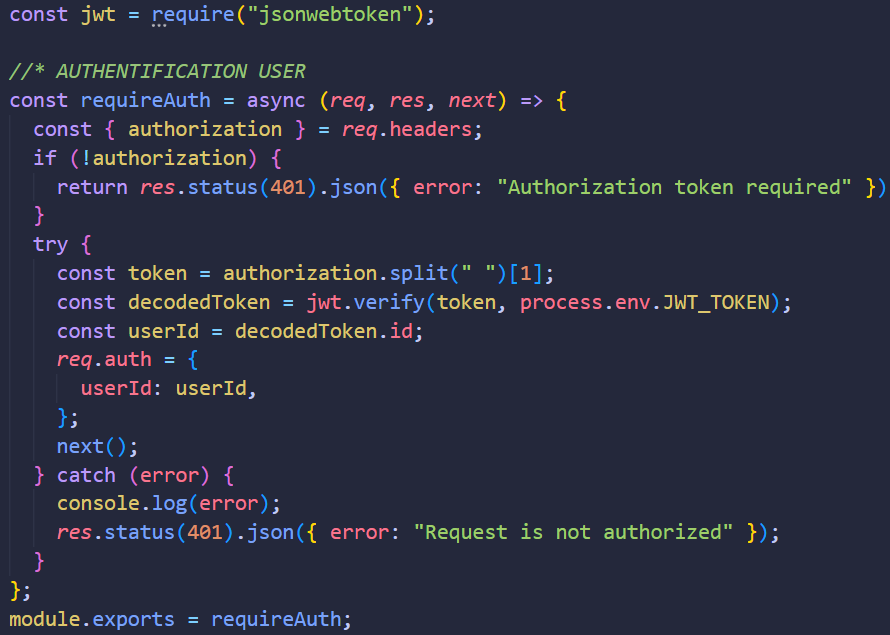 const jwt = require("jsonwebtoken");

//* AUTHENTIFICATION USER
const requireAuth = async (req, res, next) => {
  const { authorization } = req.headers;
  if (!authorization) {
    return res.status(401).json({ error: "Authorization token required" })
  }
  try {
    const token = authorization.split(" ")[1];
    const decodedToken = jwt.verify(token, process.env.JWT_TOKEN);
    const userId = decodedToken.id;
    req.auth = {
      userId: userId,
    };
    next();
  } catch (error) {
    console.log(error);
    res.status(401).json({ error: "Request is not authorized" });
  }
};
module.exports = requireAuth;